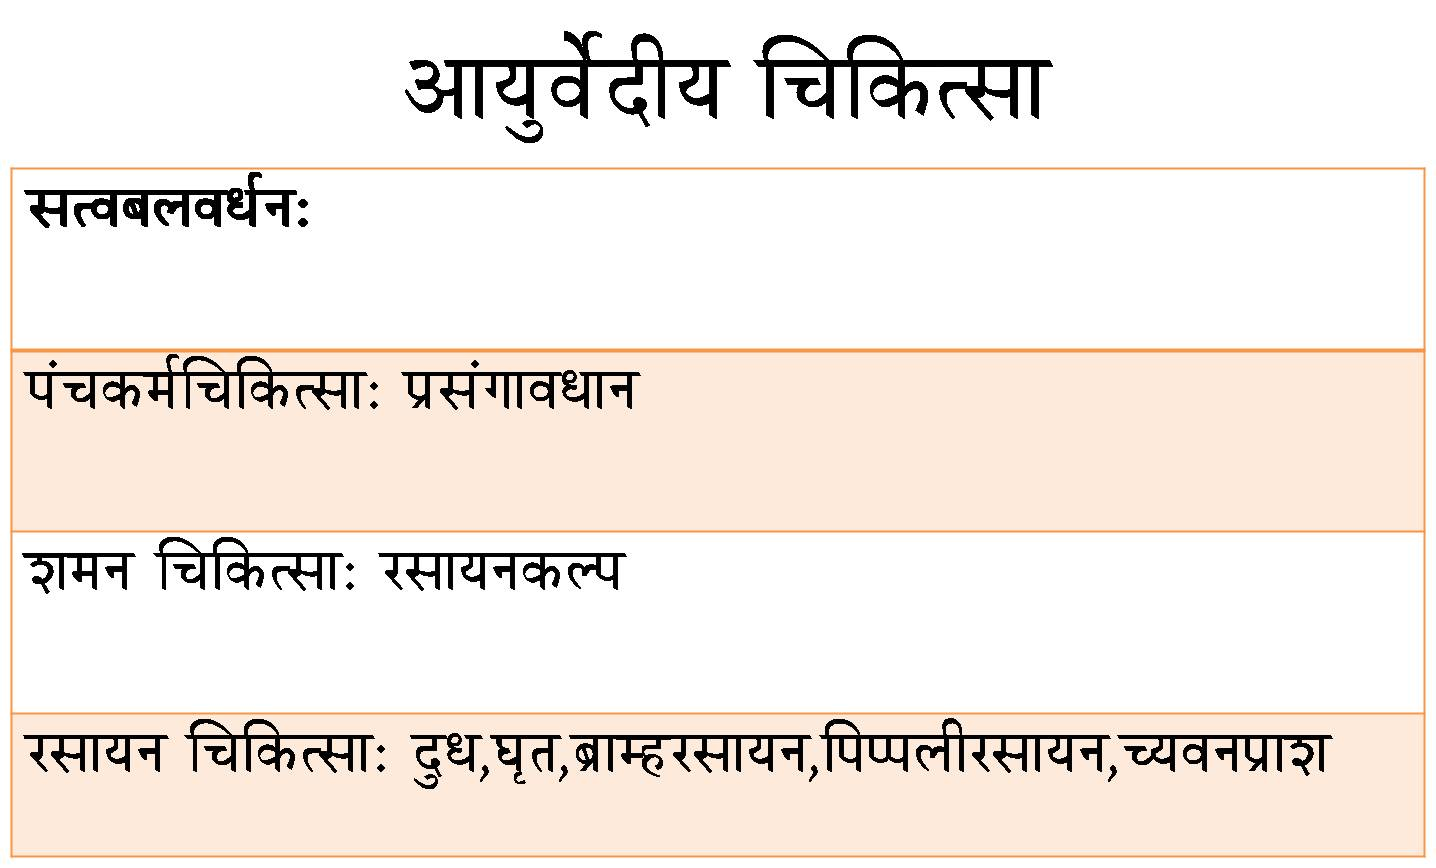 आयुर्वेदीय चिकित्सा
सत्वबलवर्धन:
पंचकर्मचिकित्सा: प्रसंगावधान
शमन चिकित्सा: रसायनकल्प
रसायन चिकित्सा: दुध,घृत,ब्राम्हरसायन,पिप्पलीरसायन,च्यवनप्राश